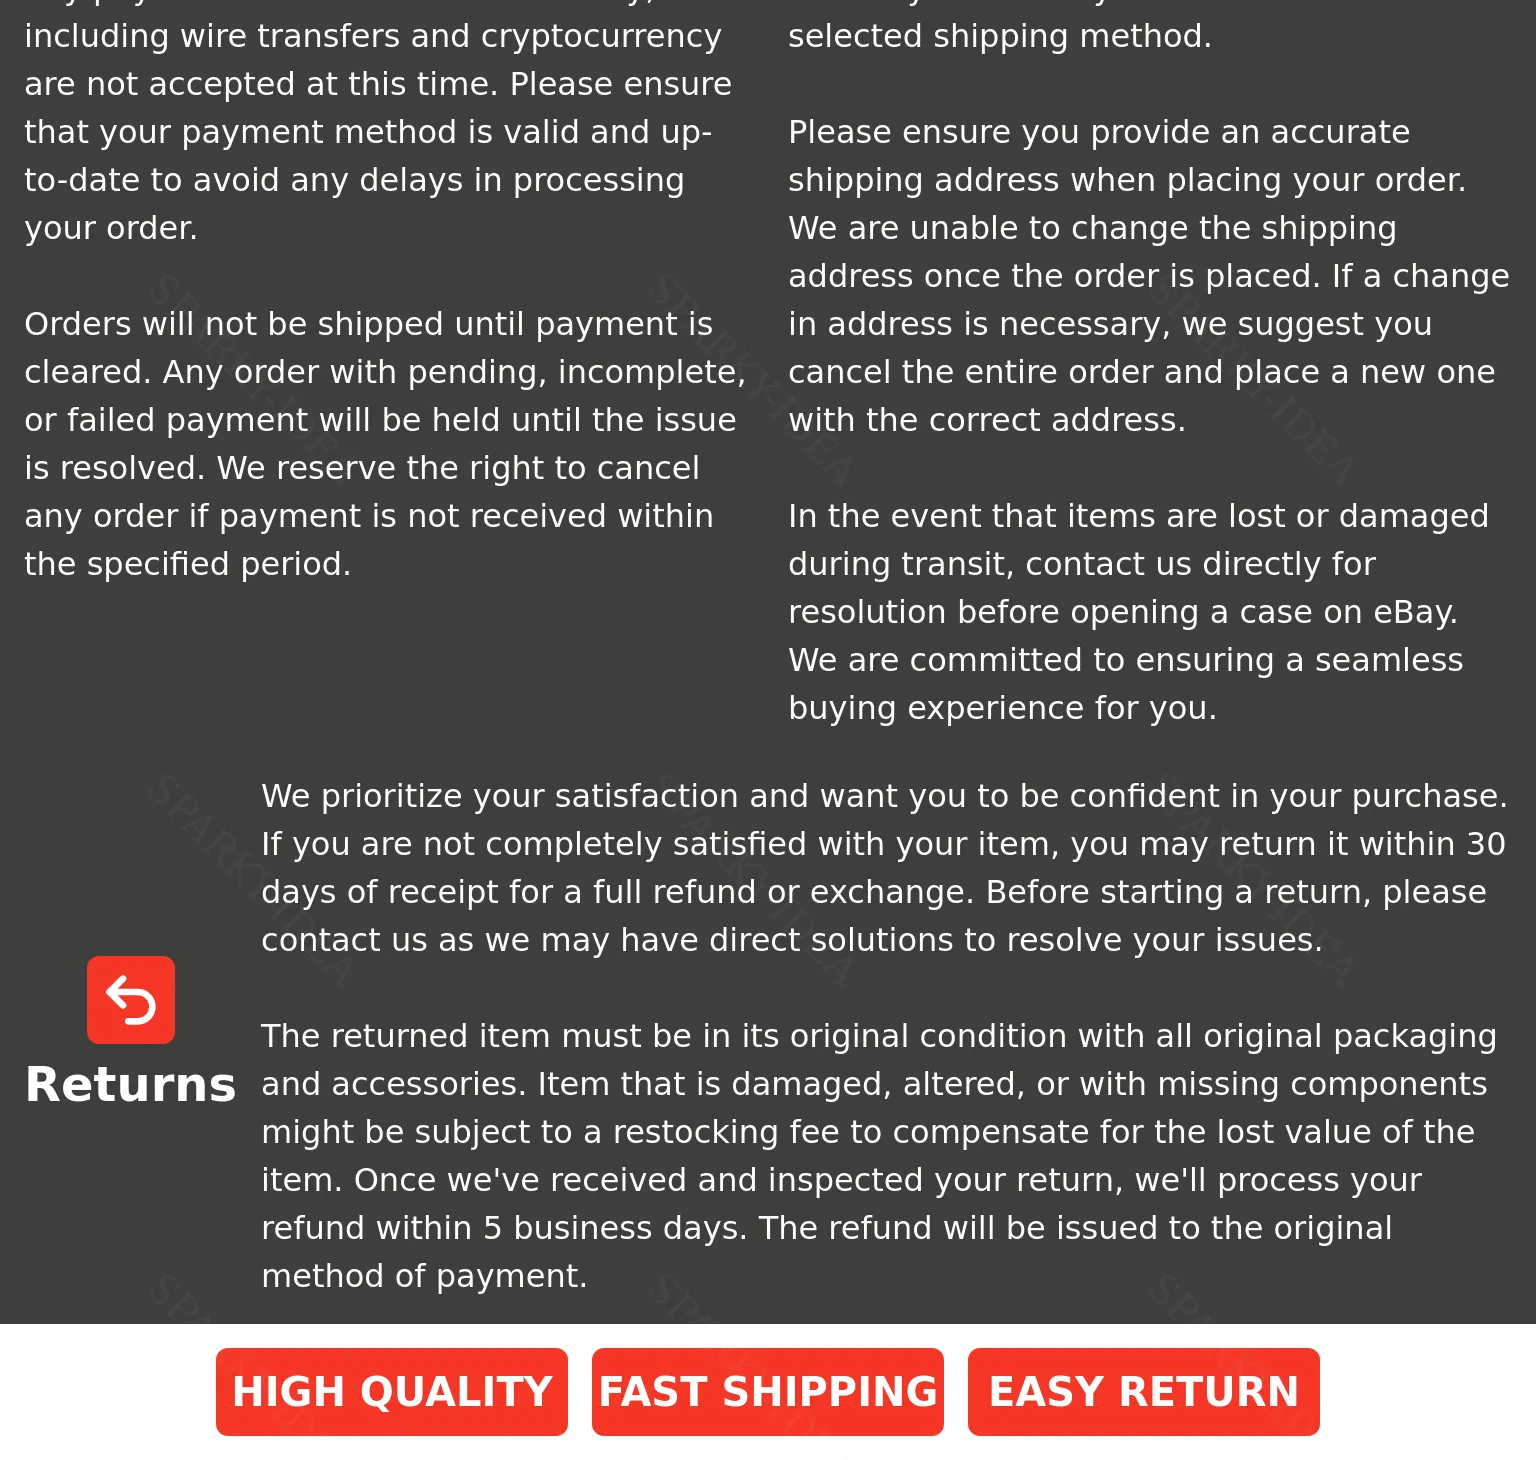 including wire transfers and cryptocurrency
are not accepted at this time. Please ensure
that your payment method is valid and up-
to-date to avoid any delays in processing
your order.
Orders will not be shipped until payment is
cleared. Any order with pending, incomplete,
or failed payment will be held until the issue
is resolved. We reserve the right to cancel
any order if payment is not received within
the specified period.
selected shipping method.
Please ensure you provide an accurate
shipping address when placing your order.
We are unable to change the shipping
address once the order is placed. If a change
in address is necessary, we suggest you
cancel the entire order and place a new one
with the correct address.
In the event that items are lost or damaged
during transit, contact us directly for
resolution before opening a case on eBay.
We are committed to ensuring a seamless
buying experience for you.
Returns
We prioritize your satisfaction and want you to be confident in your purchase.
If you are not completely satisfied with your item, you may return it within 30
days of receipt for a full refund or exchange. Before starting a return, please
contact us as we may have direct solutions to resolve your issues.
The returned item must be in its original condition with all original packaging
and accessories. Item that is damaged, altered, or with missing components
might be subject to a restocking fee to compensate for the lost value of the
item. Once we've received and inspected your return, we'll process your
refund within 5 business days. The refund will be issued to the original
method of payment.
HIGH QUALITY
FAST SHIPPING
EASY RETURN
SPARKY-IDEA
SPARKY-IDEA
SPARKY-IDEA
SPARKY-IDEA
SPARKY-IDEA
SPARKY-IDEA